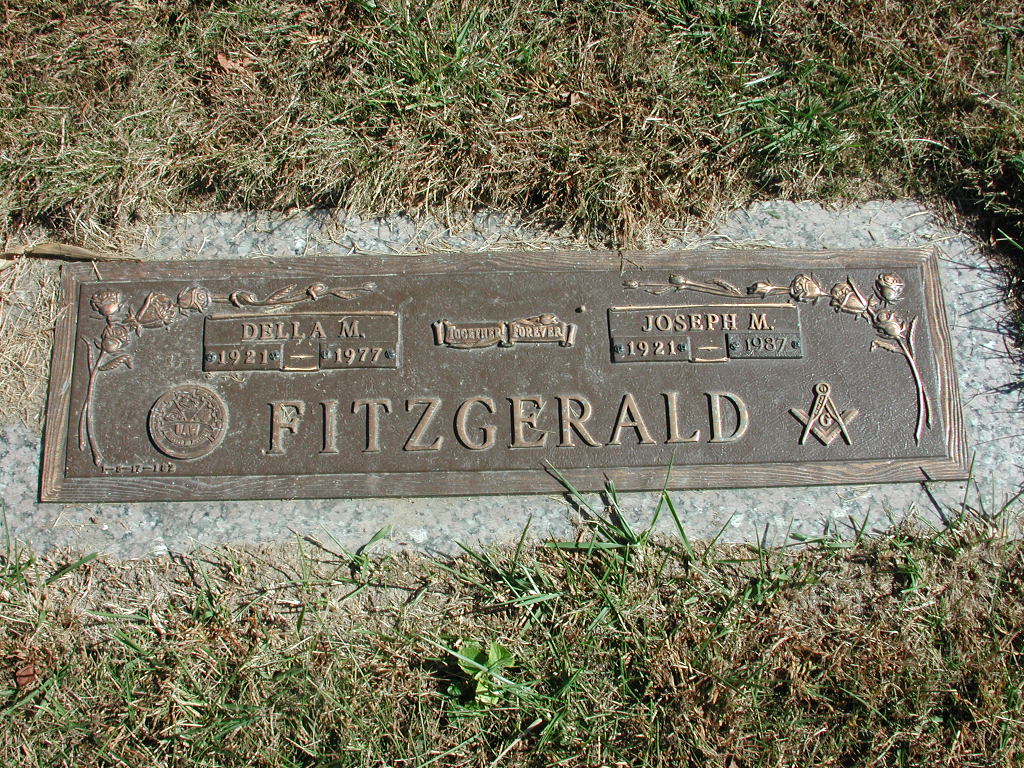 DELLA M.
1921 — 1977
TOGETHER FOREVER
JOSEPH M.
1921 — 1987
FITZGERALD
G